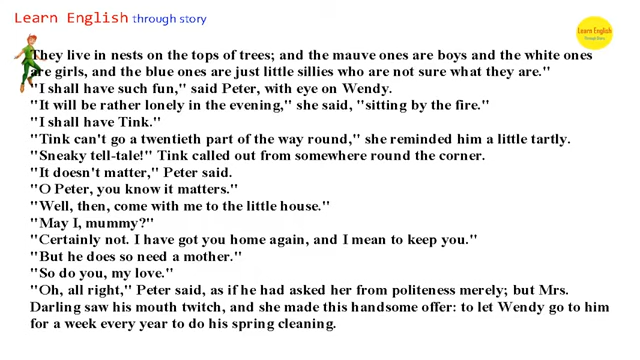 Learn English through story
Learn English
Through Story
They live in nests on the tops of trees; and the mauve ones are boys and the white ones
are girls, and the blue ones are just little sillies who are not sure what they are."
"I shall have such fun," said Peter, with eye on Wendy.
"It will be rather lonely in the evening," she said, "sitting by the fire."
"I shall have Tink."
"Tink can't go a twentieth part of the way round," she reminded him a little tartly.
"Sneaky tell-tale!" Tink called out from somewhere round the corner.
"It doesn't matter," Peter said.
"O Peter, you know it matters."
"Well, then, come with me to the little house."
"May I, mummy?"
"Certainly not. I have got you home again, and I mean to keep you."
"But he does so need a mother."
"So do you, my love."
"Oh, all right," Peter said, as if he had asked her from politeness merely; but Mrs.
Darling saw his mouth twitch, and she made this handsome offer: to let Wendy go to him
for a week every year to do his spring cleaning.